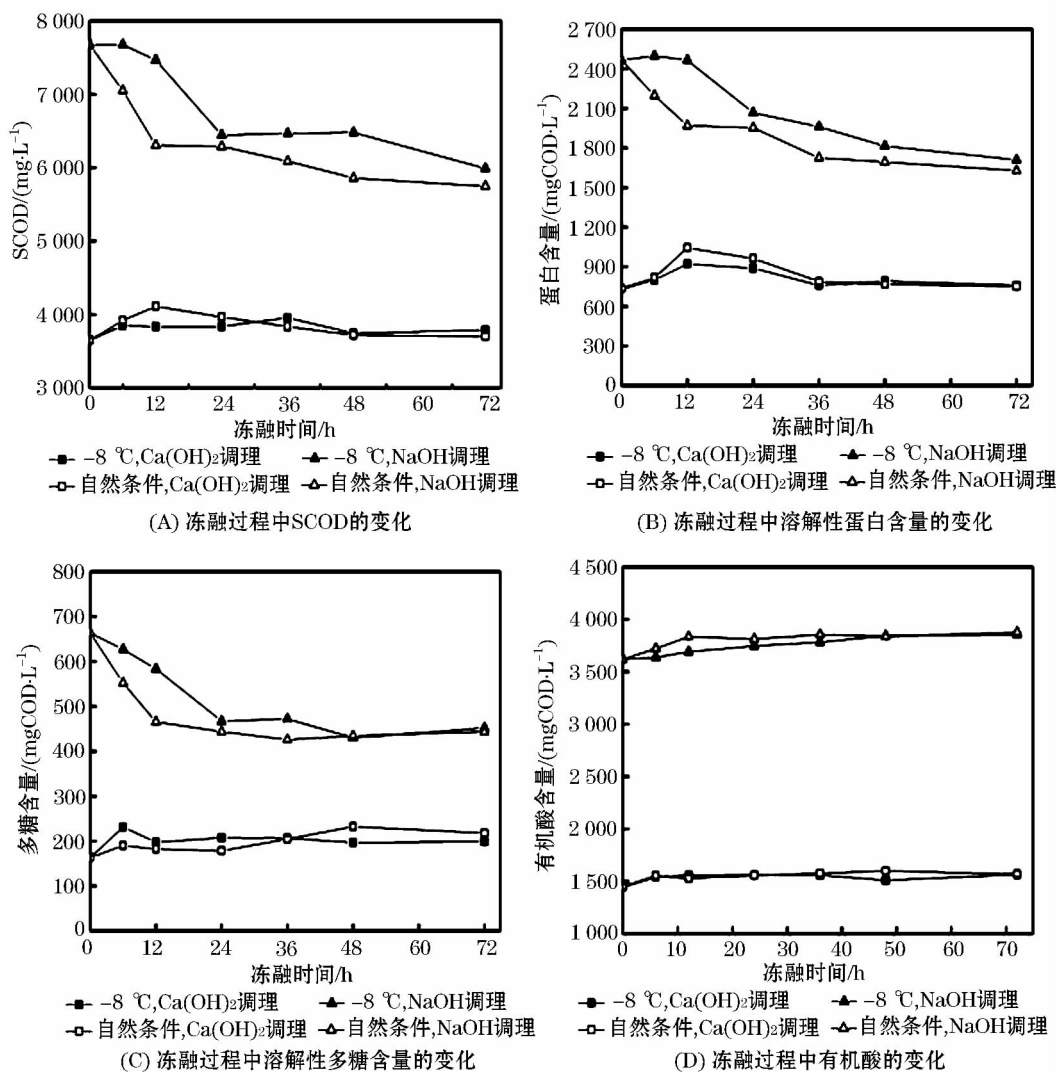 8 000
7 000
6 000
5 000
4 000
3 000
SCOD/(mg·L⁻¹)
0 12 24 36 48 60 72
冻融时间/h
-8 ℃,Ca(OH)₂调理 -8 ℃,NaOH调理
自然条件,Ca(OH)₂调理 自然条件,NaOH调理
(A) 冻融过程中SCOD的变化
2 700
2 400
2 100
1 800
1 500
1 200
900
600
300
0
蛋白含量/(mgCOD·L⁻¹)
0 12 24 36 48 60 72
冻融时间/h
-8 ℃,Ca(OH)₂调理 -8 ℃,NaOH调理
自然条件,Ca(OH)₂调理 自然条件,NaOH调理
(B) 冻融过程中溶解性蛋白含量的变化
800
700
600
500
400
300
200
100
0
多糖含量/(mgCOD·L⁻¹)
0 12 24 36 48 60 72
冻融时间/h
-8 ℃,Ca(OH)₂调理 -8 ℃,NaOH调理
自然条件,Ca(OH)₂调理 自然条件,NaOH调理
(C) 冻融过程中溶解性多糖含量的变化
4 500
4 000
3 500
3 000
2 500
2 000
1 500
1 000
有机酸含量/(mgCOD·L⁻¹)
0 10 20 30 40 50 60 70
冻融时间/h
-8 ℃,Ca(OH)₂调理 -8 ℃,NaOH调理
自然条件,Ca(OH)₂调理 自然条件,NaOH调理
(D) 冻融过程中有机酸的变化